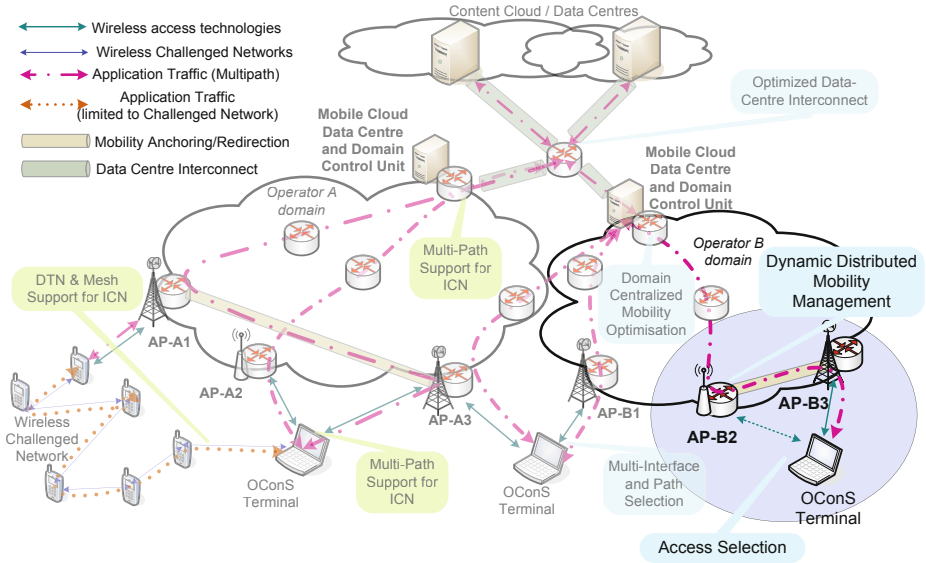 Content Cloud / Data Centres
Wireless access technologies
Wireless Challenged Networks
Application Traffic (Multipath)
Application Traffic
(limited to Challenged Network)
Mobility Anchoring/Redirection
Data Centre Interconnect
Optimized Data-
Centre Interconnect
Mobile Cloud
Data Centre
and Domain
Control Unit
Mobile Cloud
Data Centre
and Domain
Control Unit
Operator A
domain
Operator B
domain
Multi-Path
Support for
ICN
Domain
Centralized
Mobility
Optimisation
Dynamic Distributed
Mobility
Management
DTN & Mesh
Support for ICN
AP-A1
AP-A2
AP-A3
AP-B1
AP-B2
AP-B3
Wireless
Challenged
Network
OConS
Terminal
Multi-Path
Support for
ICN
OConS
Terminal
Multi-Interface
and Path
Selection
OConS
Terminal
Access Selection